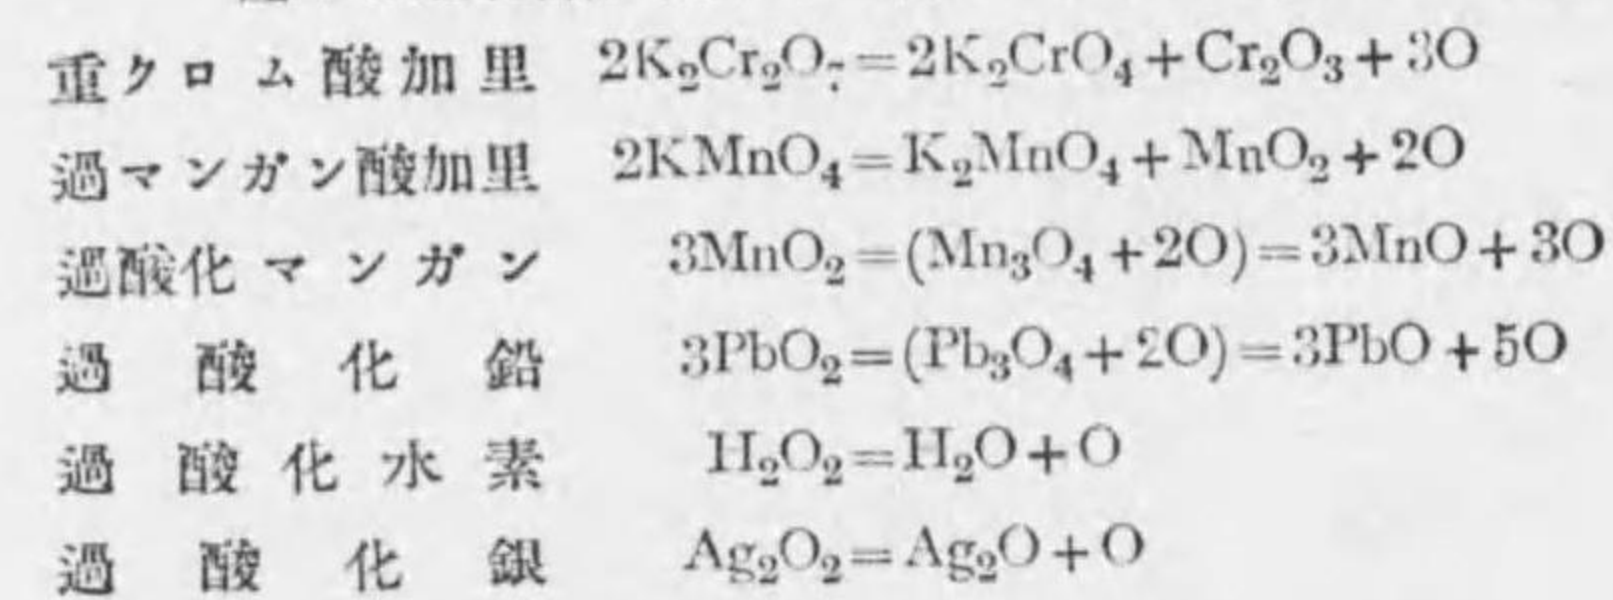 重クロム酸加里 2K₂Cr₂O₇=2K₂CrO₄+Cr₂O₃+3O
過マンガン酸加里 2KMnO₄=K₂MnO₄+MnO₂+2O
過酸化マンガン 3MnO₂=(Mn₃O₄+2O)=3MnO+3O
過酸化鉛 3PbO₂=(Pb₃O₄+2O)=3PbO+5O
過酸化水素 H₂O₂=H₂O+O
過酸化銀 Ag₂O₂=Ag₂O+O